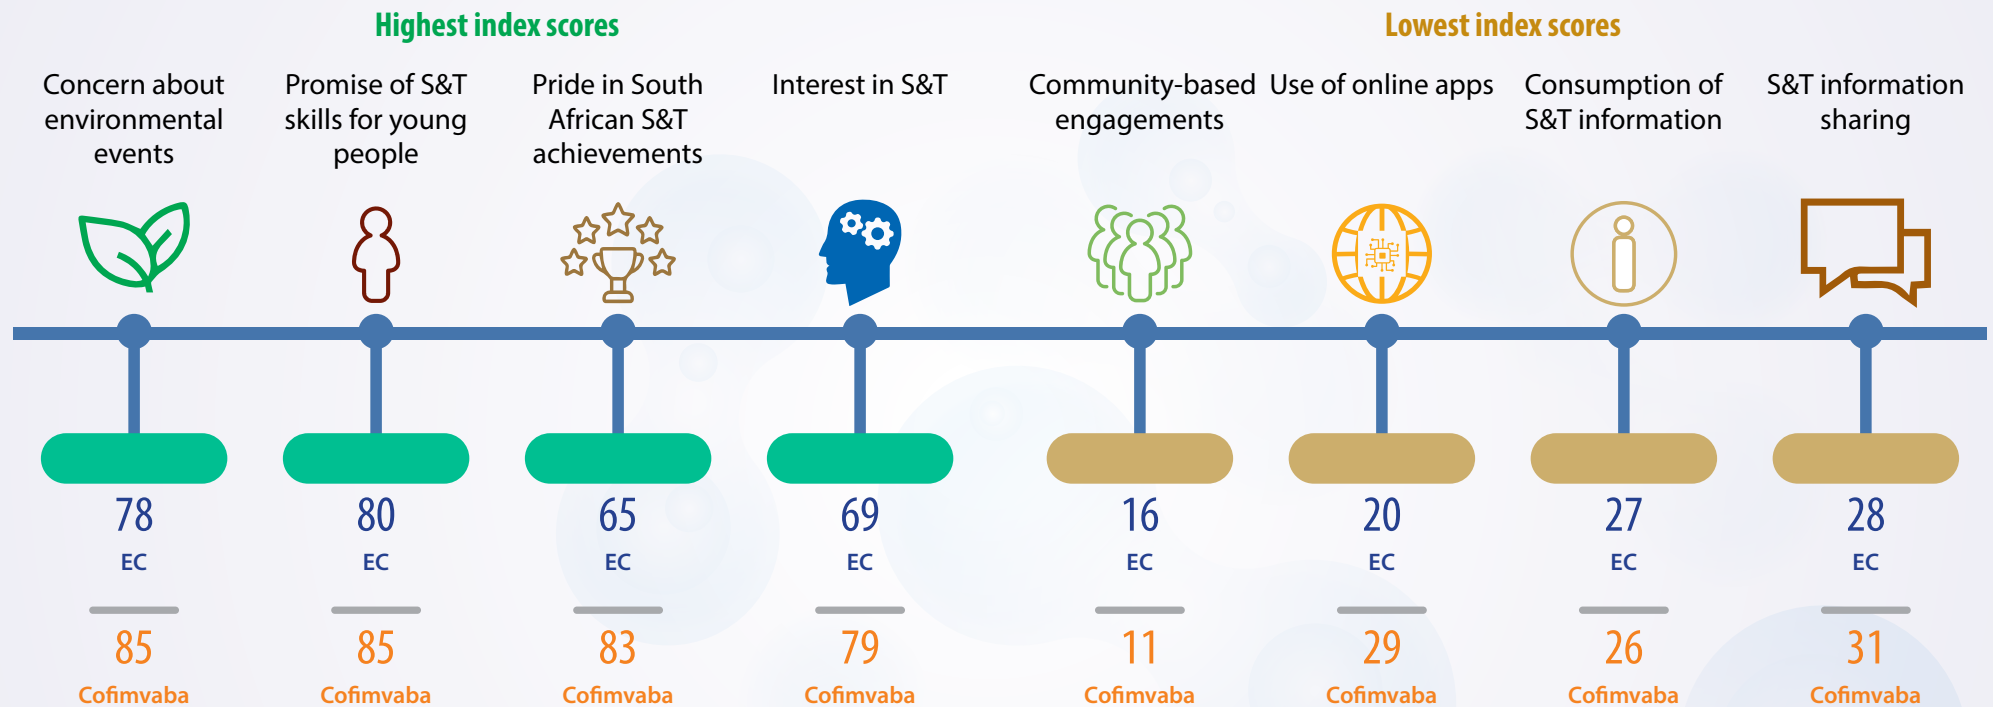 Highest index scores
Lowest index scores
Concern about
environmental
events
Promise of S&T
skills for young
people
Pride in South
African S&T
achievements
Interest in S&T
Community-based
engagements
Use of online apps
Consumption of
S&T information
S&T information
sharing
78
EC
80
EC
65
EC
69
EC
16
EC
20
EC
27
EC
28
EC
85
Cofimvaba
85
Cofimvaba
83
Cofimvaba
79
Cofimvaba
11
Cofimvaba
29
Cofimvaba
26
Cofimvaba
31
Cofimvaba